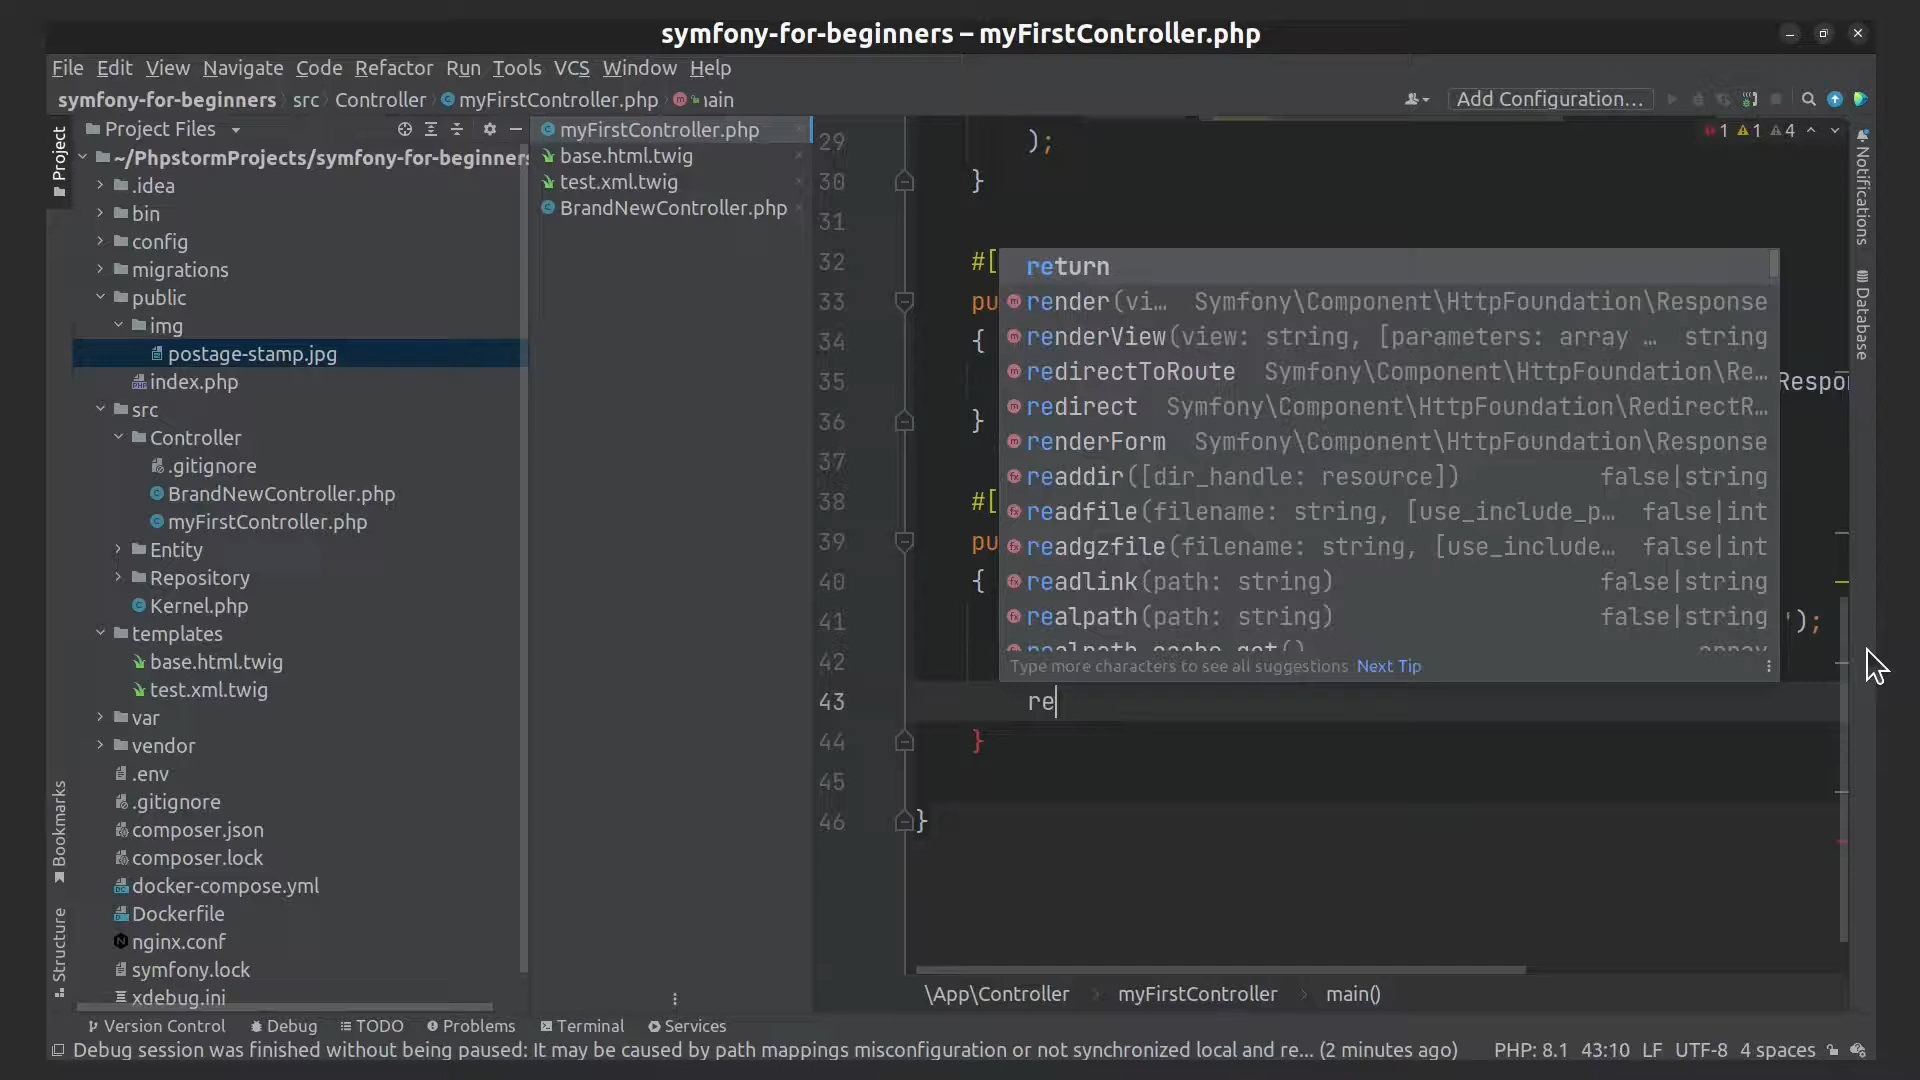 symfony-for-beginners – myFirstController.php
File Edit View Navigate Code Refactor Run Tools VCS Window Help
symfony-for-beginners src Controller myFirstController.php main
Add Configuration...
Project
Project Files
~/PhpstormProjects/symfony-for-beginners
.idea
bin
config
migrations
public
img
postage-stamp.jpg
index.php
src
Controller
.gitignore
BrandNewController.php
myFirstController.php
Entity
Repository
Kernel.php
templates
base.html.twig
test.xml.twig
var
vendor
.env
.gitignore
composer.json
composer.lock
docker-compose.yml
Dockerfile
nginx.conf
symfony.lock
xdebug.ini
Bookmarks
Structure
myFirstController.php
base.html.twig
test.xml.twig
BrandNewController.php
1 1 4
29 );
30 }
31
32 #[
33 pu
34 {
35 Respo
36 }
37
38 #[
39 pu
40 {
41 ');
42
43 re
44 }
45
46 }
return
render(vi… Symfony\Component\HttpFoundation\Response
renderView(view: string, [parameters: array … string
redirectToRoute Symfony\Component\HttpFoundation\Re…
redirect Symfony\Component\HttpFoundation\RedirectR…
renderForm Symfony\Component\HttpFoundation\Response
readdir([dir_handle: resource]) false|string
readfile(filename: string, [use_include_p… false|int
readgzfile(filename: string, [use_include… false|int
readlink(path: string) false|string
realpath(path: string) false|string
realpath_cache_get() array
Type more characters to see all suggestions Next Tip
Notifications
Database
\App\Controller myFirstController main()
Version Control Debug TODO Problems Terminal Services
Debug session was finished without being paused: It may be caused by path mappings misconfiguration or not synchronized local and re... (2 minutes ago) PHP: 8.1 43:10 LF UTF-8 4 spaces